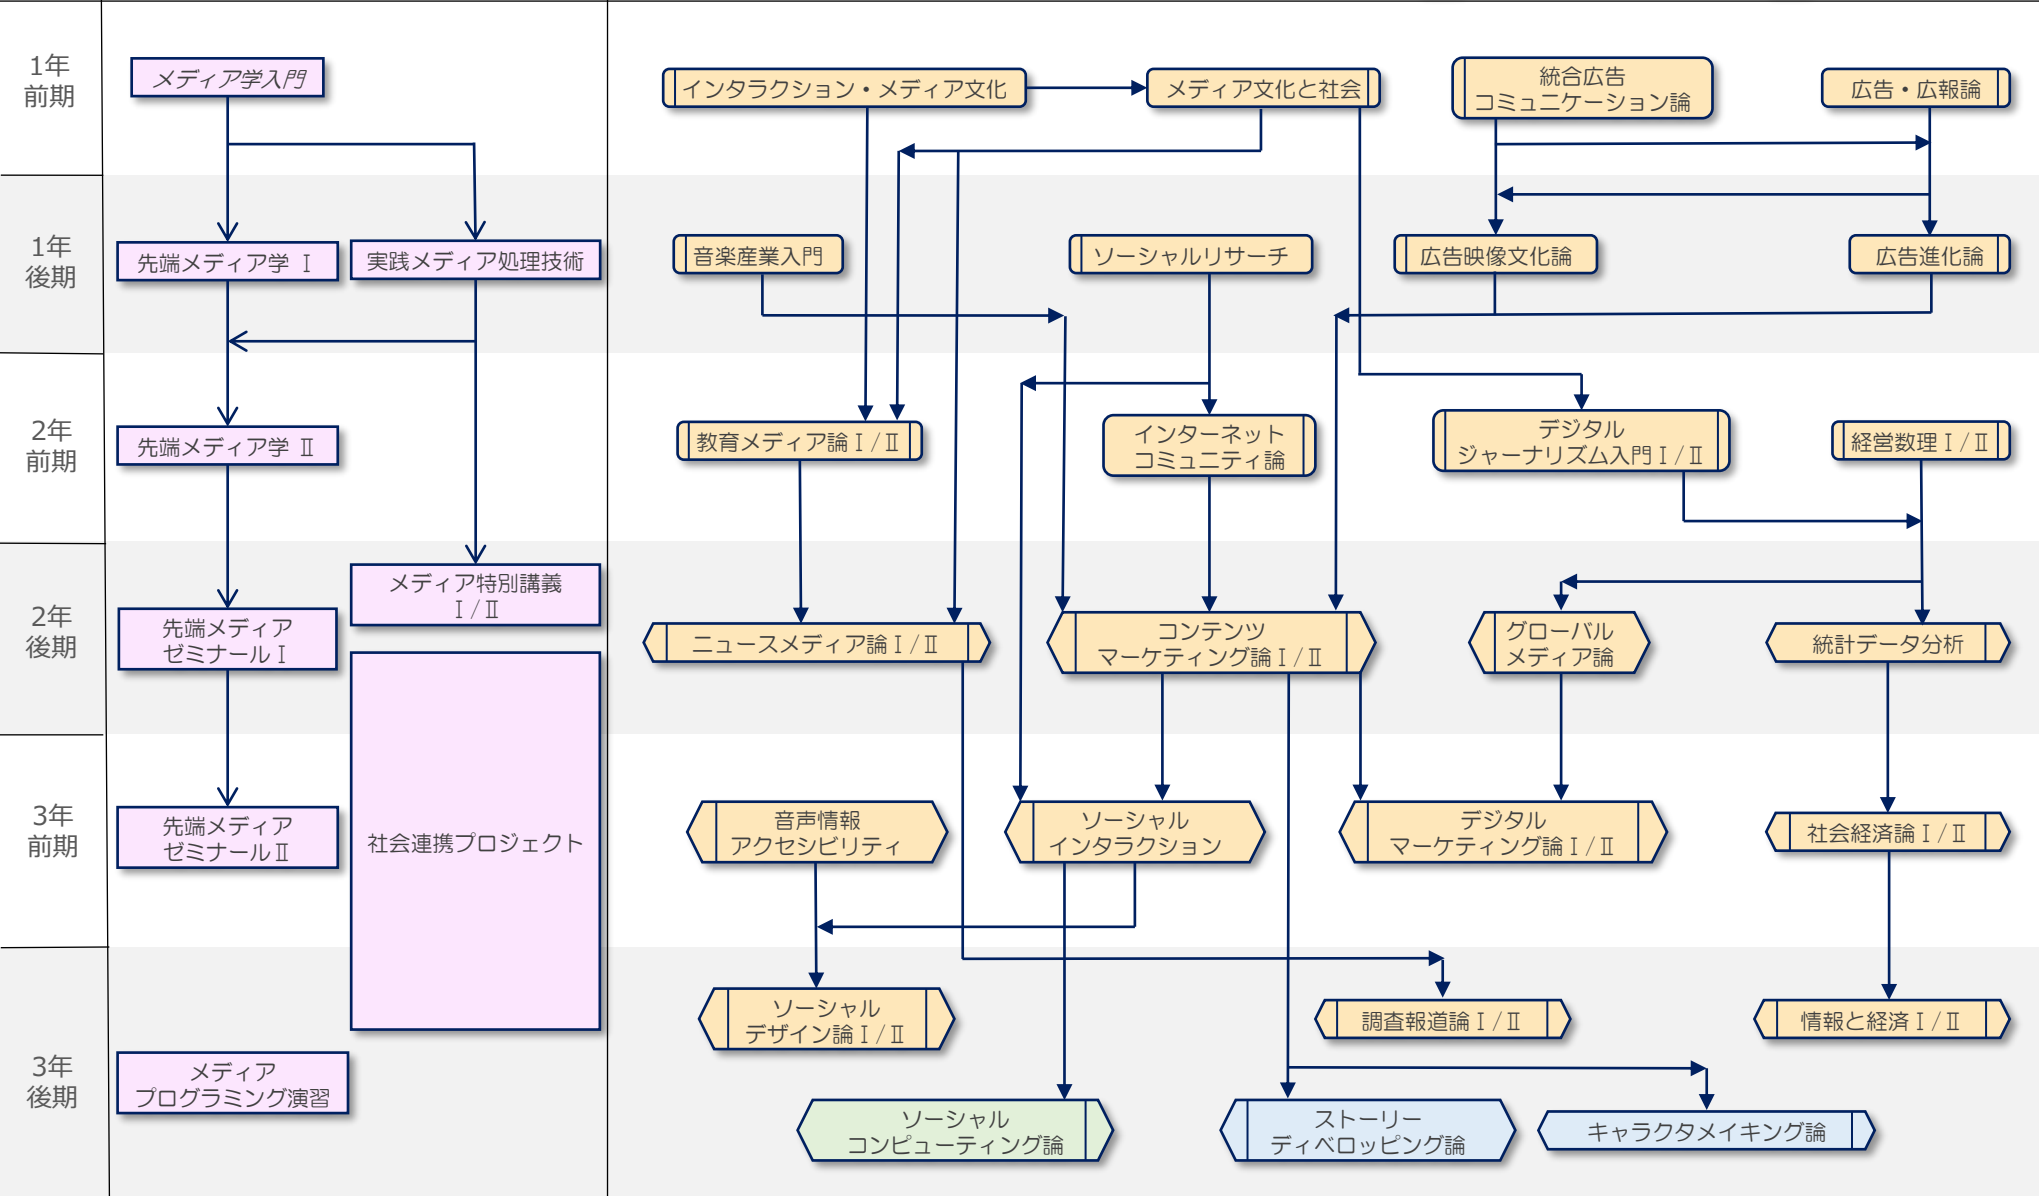 1年
前期
メディア学入門
インタラクション・メディア文化
メディア文化と社会
統合広告
コミュニケーション論
広告・広報論
1年
後期
先端メディア学 Ⅰ
実践メディア処理技術
音楽産業入門
ソーシャルリサーチ
広告映像文化論
広告進化論
2年
前期
先端メディア学 Ⅱ
教育メディア論Ⅰ/Ⅱ
インターネット
コミュニティ論
デジタル
ジャーナリズム入門Ⅰ/Ⅱ
経営数理Ⅰ/Ⅱ
2年
後期
先端メディア
ゼミナールⅠ
メディア特別講義
Ⅰ/Ⅱ
ニュースメディア論Ⅰ/Ⅱ
コンテンツ
マーケティング論Ⅰ/Ⅱ
グローバル
メディア論
統計データ分析
3年
前期
先端メディア
ゼミナールⅡ
社会連携プロジェクト
音声情報
アクセシビリティ
ソーシャル
インタラクション
デジタル
マーケティング論Ⅰ/Ⅱ
社会経済論Ⅰ/Ⅱ
3年
後期
メディア
プログラミング演習
ソーシャル
デザイン論Ⅰ/Ⅱ
調査報道論Ⅰ/Ⅱ
情報と経済Ⅰ/Ⅱ
ソーシャル
コンピューティング論
ストーリー
ディベロッピング論
キャラクタメイキング論